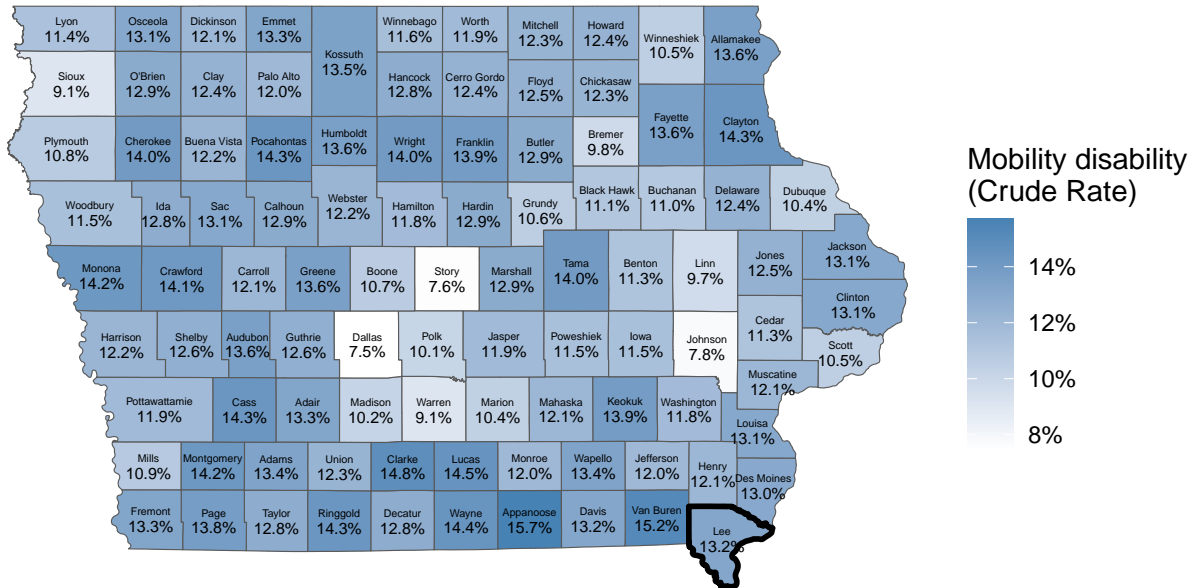 Lyon
11.4%
Osceola
13.1%
Dickinson
12.1%
Emmet
13.3%
Kossuth
13.5%
Winnebago
11.6%
Worth
11.9%
Mitchell
12.3%
Howard
12.4%
Winneshiek
10.5%
Allamakee
13.6%
Sioux
9.1%
O'Brien
12.9%
Clay
12.4%
Palo Alto
12.0%
Hancock
12.8%
Cerro Gordo
12.4%
Floyd
12.5%
Chickasaw
12.3%
Fayette
13.6%
Clayton
14.3%
Plymouth
10.8%
Cherokee
14.0%
Buena Vista
12.2%
Pocahontas
14.3%
Humboldt
13.6%
Wright
14.0%
Franklin
13.9%
Butler
12.9%
Bremer
9.8%
Woodbury
11.5%
Ida
12.8%
Sac
13.1%
Calhoun
12.9%
Webster
12.2%
Hamilton
11.8%
Hardin
12.9%
Grundy
10.6%
Black Hawk
11.1%
Buchanan
11.0%
Delaware
12.4%
Dubuque
10.4%
Monona
14.2%
Crawford
14.1%
Carroll
12.1%
Greene
13.6%
Boone
10.7%
Story
7.6%
Marshall
12.9%
Tama
14.0%
Benton
11.3%
Linn
9.7%
Jones
12.5%
Jackson
13.1%
Clinton
13.1%
Harrison
12.2%
Shelby
12.6%
Audubon
13.6%
Guthrie
12.6%
Dallas
7.5%
Polk
10.1%
Jasper
11.9%
Poweshiek
11.5%
Iowa
11.5%
Johnson
7.8%
Cedar
11.3%
Scott
10.5%
Muscatine
12.1%
Pottawattamie
11.9%
Cass
14.3%
Adair
13.3%
Madison
10.2%
Warren
9.1%
Marion
10.4%
Mahaska
12.1%
Keokuk
13.9%
Washington
11.8%
Louisa
13.1%
Mills
10.9%
Montgomery
14.2%
Adams
13.4%
Union
12.3%
Clarke
14.8%
Lucas
14.5%
Monroe
12.0%
Wapello
13.4%
Jefferson
12.0%
Henry
12.1%
Des Moines
13.0%
Fremont
13.3%
Page
13.8%
Taylor
12.8%
Ringgold
14.3%
Decatur
12.8%
Wayne
14.4%
Appanoose
15.7%
Davis
13.2%
Van Buren
15.2%
Lee
13.2%
Mobility disability
(Crude Rate)
14%
12%
10%
8%